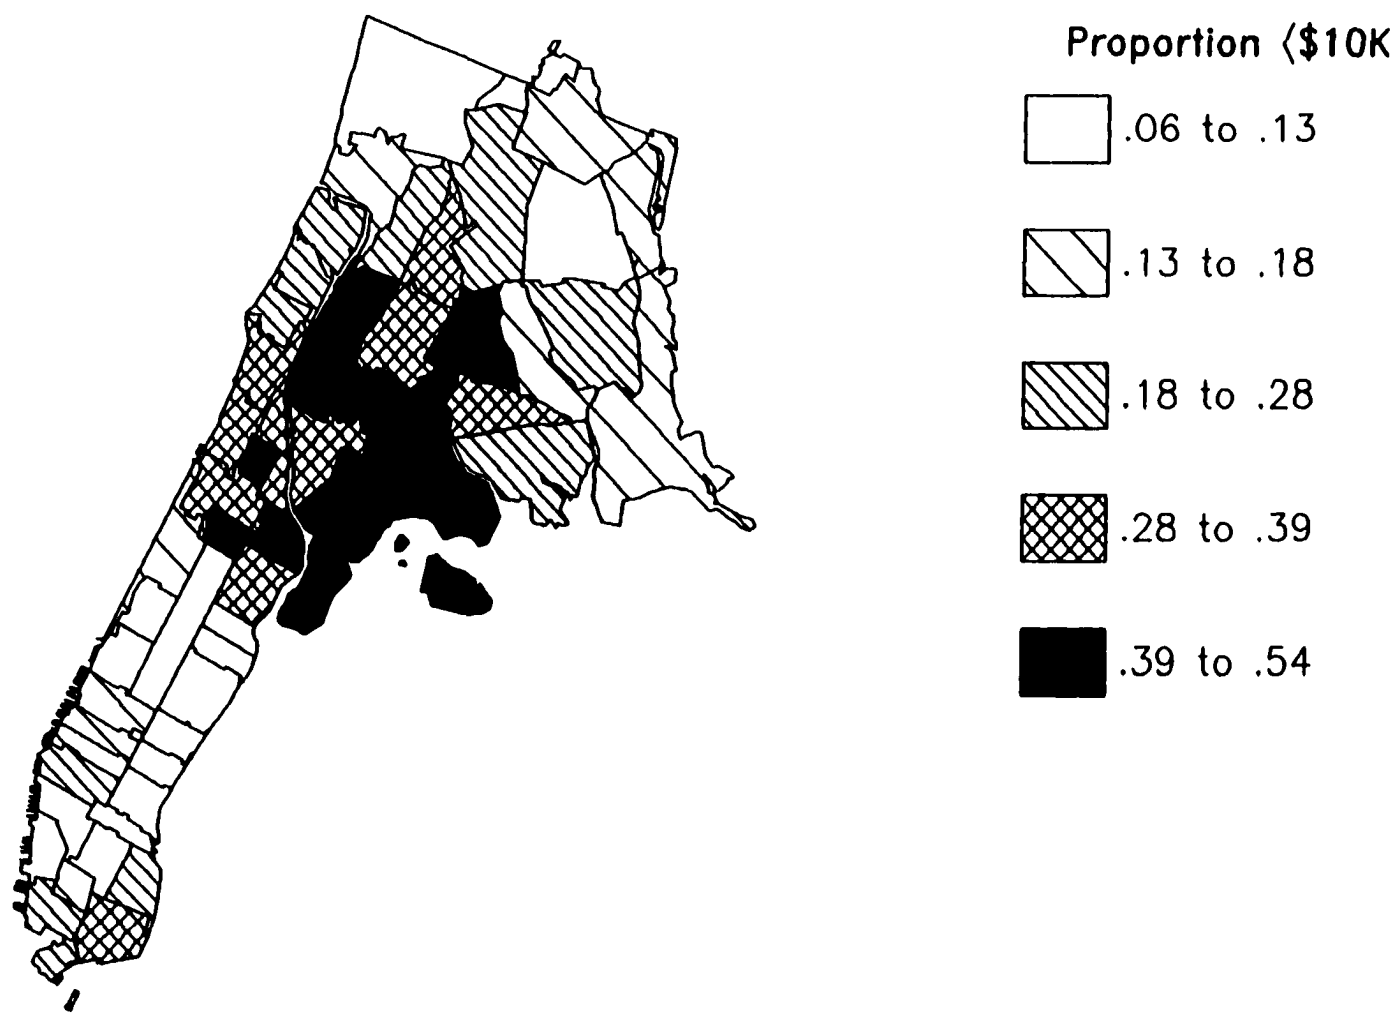 Proportion <$10K
.06 to .13
.13 to .18
.18 to .28
.28 to .39
.39 to .54